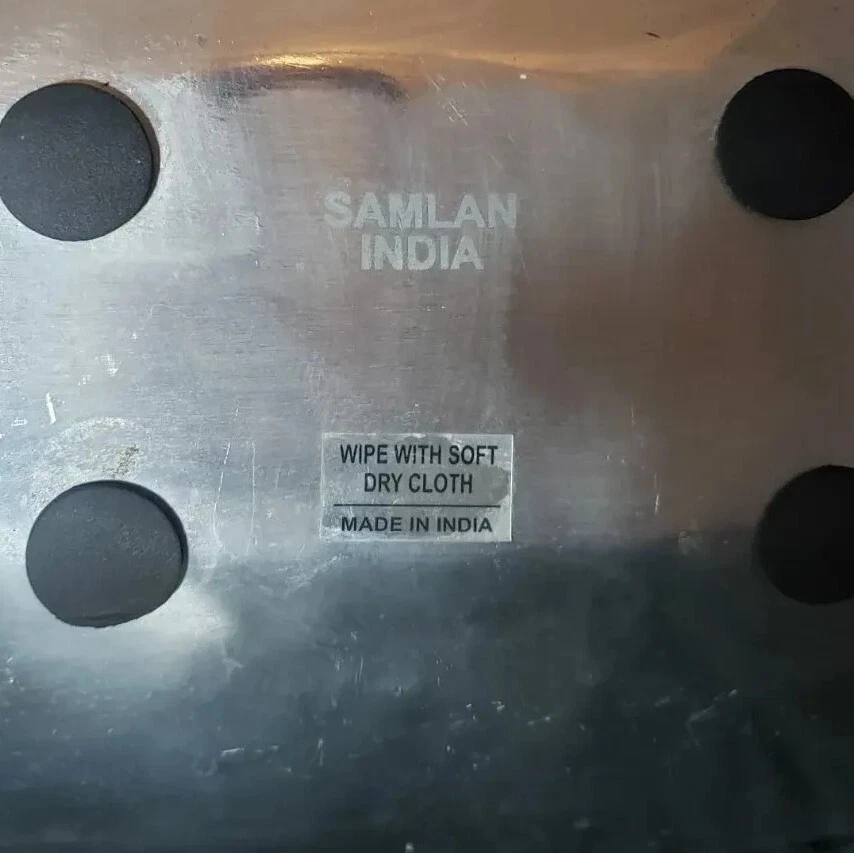 SAMLAN
INDIA
WIPE WITH SOFT
DRY CLOTH
MADE IN INDIA